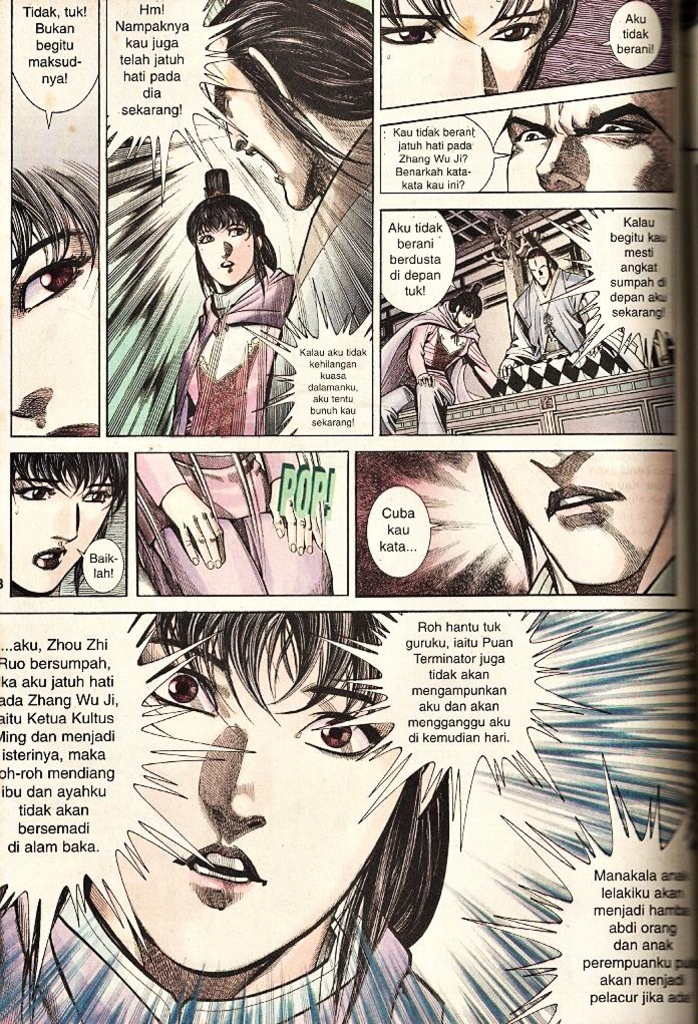 Tidak, tuk!
Bukan
begitu
maksud-
nya!
Hm!
Nampaknya
kau juga
telah jatuh
hati pada
dia
sekarang!
Kalau aku tidak
kehilangan
kuasa
dalamanku,
aku tentu
bunuh kau
sekarang!
Aku
tidak
berani!
Kau tidak berani
jatuh hati pada
Zhang Wu Ji?
Benarkah kata-
kata kau ini?
Aku tidak
berani
berdusta
di depan
tuk!
Kalau
begitu kau
mesti
angkat
sumpah di
depan aku
sekarang!
Baik-
lah!
POP!
Cuba
kau
kata...
...aku, Zhou Zhi
Ruo bersumpah,
ka aku jatuh hati
ada Zhang Wu Ji,
aitu Ketua Kultus
Ming dan menjadi
isterinya, maka
oh-roh mendiang
ibu dan ayahku
tidak akan
bersemadi
di alam baka.
Roh hantu tuk
guruku, iaitu Puan
Terminator juga
tidak akan
mengampunkan
aku dan akan
mengganggu aku
di kemudian hari.
Manakala anak
lelakiku akan
menjadi hamba
abdi orang
dan anak
perempuanku
akan menjadi
pelacur jika